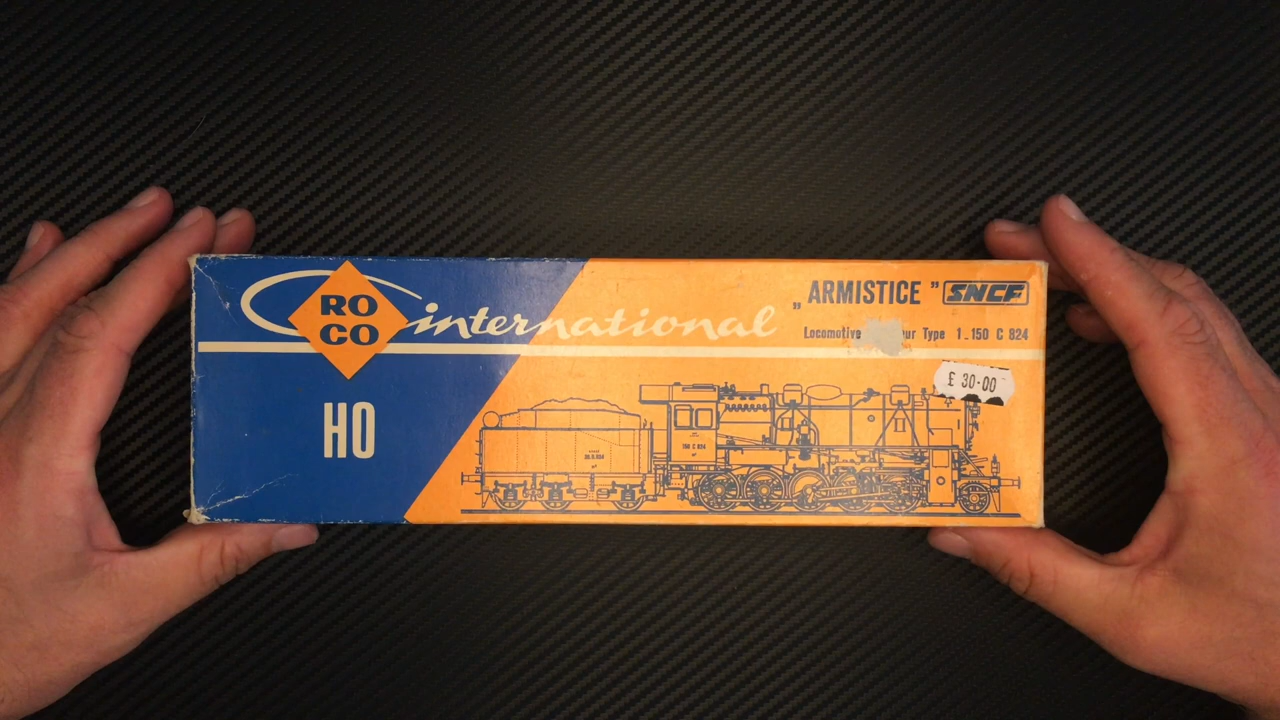 RO
CO
international
HO
„ ARMISTICE ” SNCF
Locomotive ur Type 1_150 C 824
£ 30·00
150 C 824